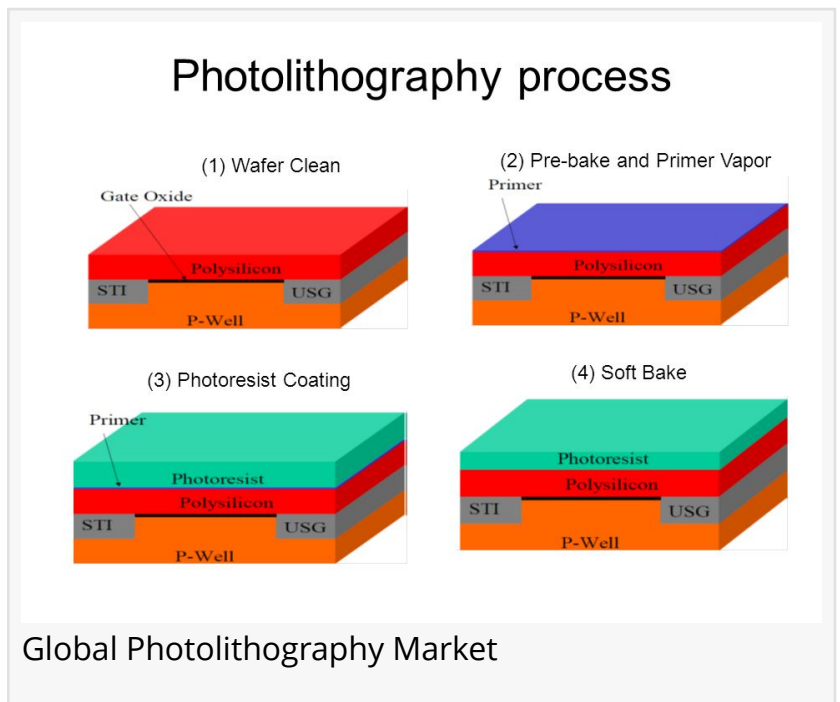 Photolithography process
(1) Wafer Clean
Gate Oxide
Polysilicon
STI
USG
P-Well
(2) Pre-bake and Primer Vapor
Primer
Polysilicon
STI
USG
P-Well
(3) Photoresist Coating
Primer
Photoresist
Polysilicon
STI
USG
P-Well
(4) Soft Bake
Photoresist
Polysilicon
STI
USG
P-Well
Global Photolithography Market